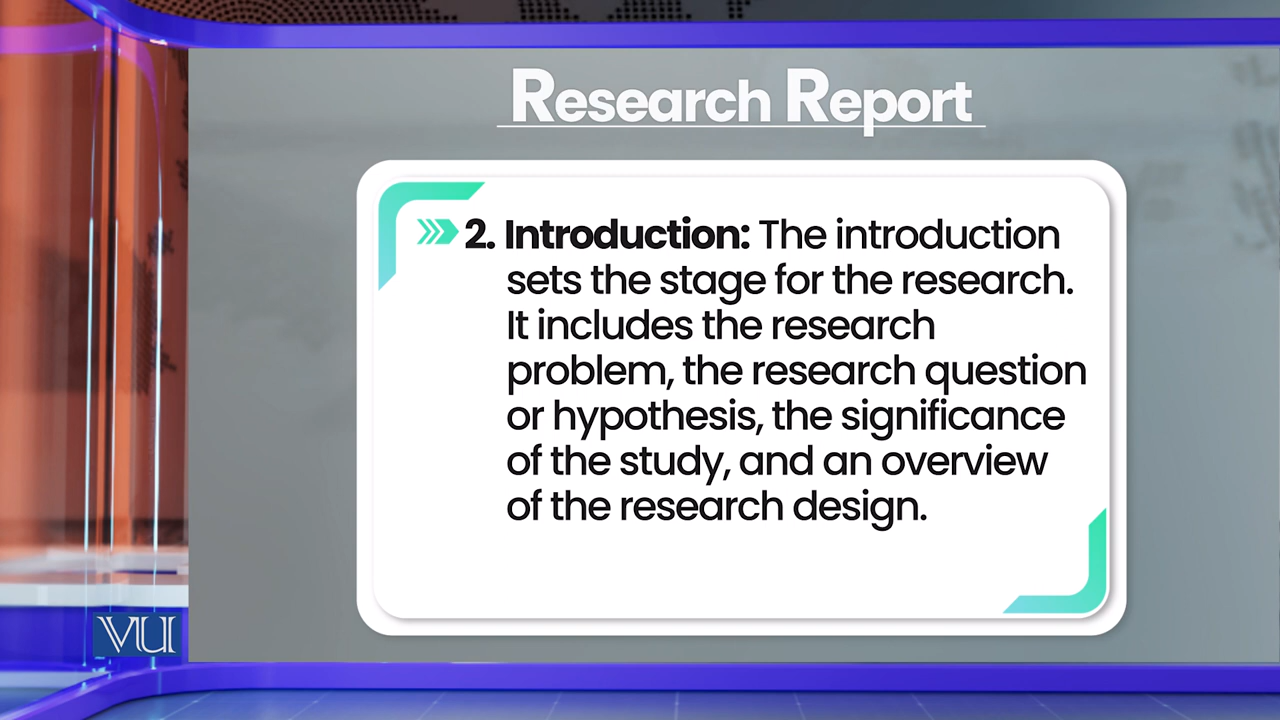 Research Report
2. Introduction: The introduction
sets the stage for the research.
It includes the research
problem, the research question
or hypothesis, the significance
of the study, and an overview
of the research design.
VU